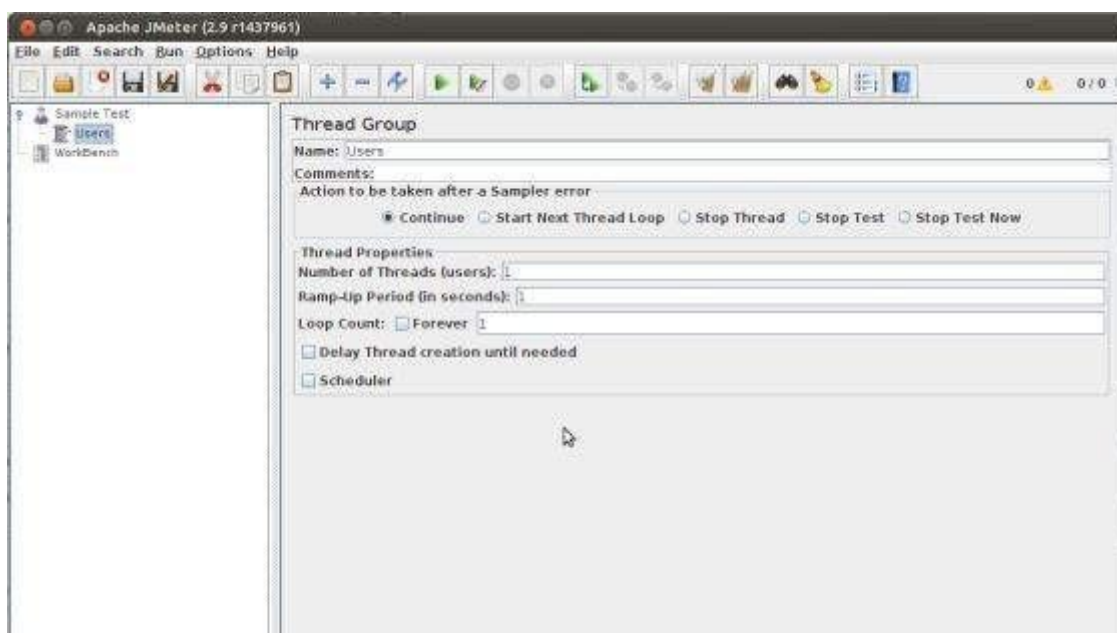 Apache JMeter (2.9 r1437961)
File Edit Search Run Options Help
0 0 / 0
Sample Test
Users
WorkBench
Thread Group
Name: Users
Comments:
Action to be taken after a Sampler error
Continue Start Next Thread Loop Stop Thread Stop Test Stop Test Now
Thread Properties
Number of Threads (users): 1
Ramp-Up Period (in seconds): 1
Loop Count: Forever 1
Delay Thread creation until needed
Scheduler